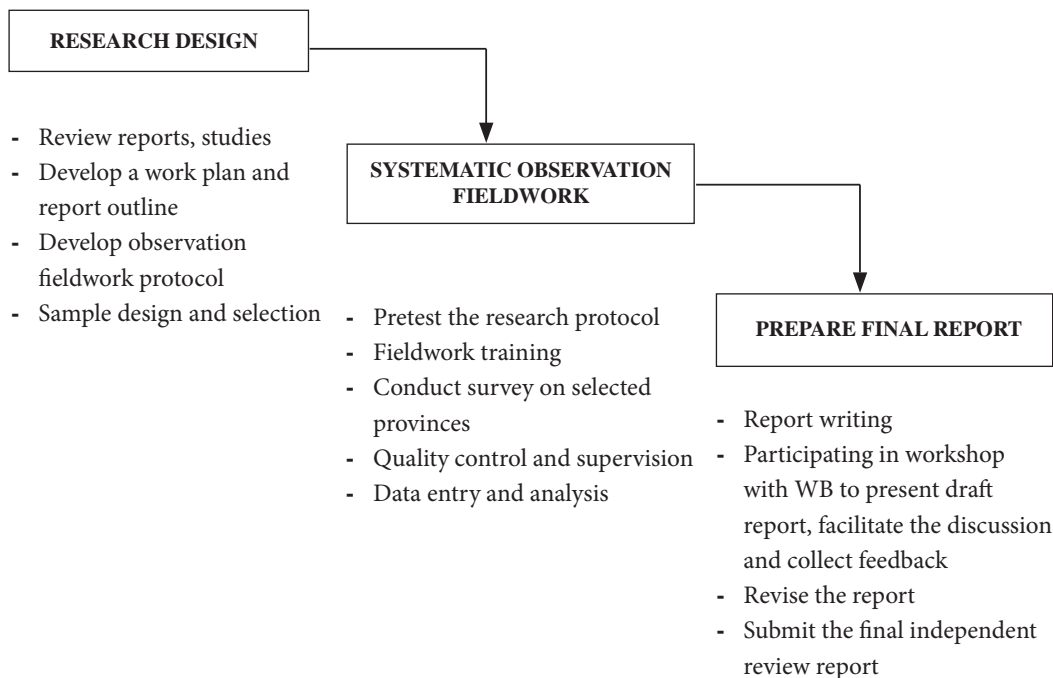 RESEARCH DESIGN
- Review reports, studies
- Develop a work plan and
report outline
- Develop observation
fieldwork protocol
- Sample design and selection
SYSTEMATIC OBSERVATION
FIELDWORK
- Pretest the research protocol
- Fieldwork training
- Conduct survey on selected
provinces
- Quality control and supervision
- Data entry and analysis
PREPARE FINAL REPORT
- Report writing
- Participating in workshop
with WB to present draft
report, facilitate the discussion
and collect feedback
- Revise the report
- Submit the final independent
review report